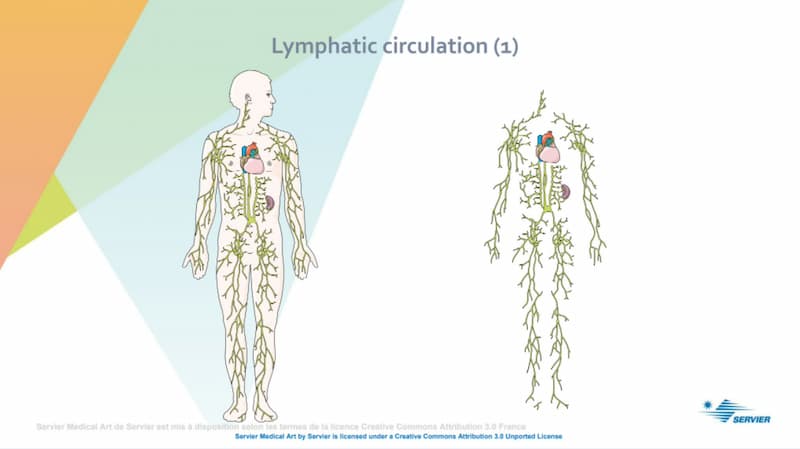 Lymphatic circulation (1)
Servier Medical Art de Servier est mis à disposition selon les termes de la licence Creative Commons Attribution 3.0 France
Servier Medical Art by Servier is licensed under a Creative Commons Attribution 3.0 Unported License
SERVIER